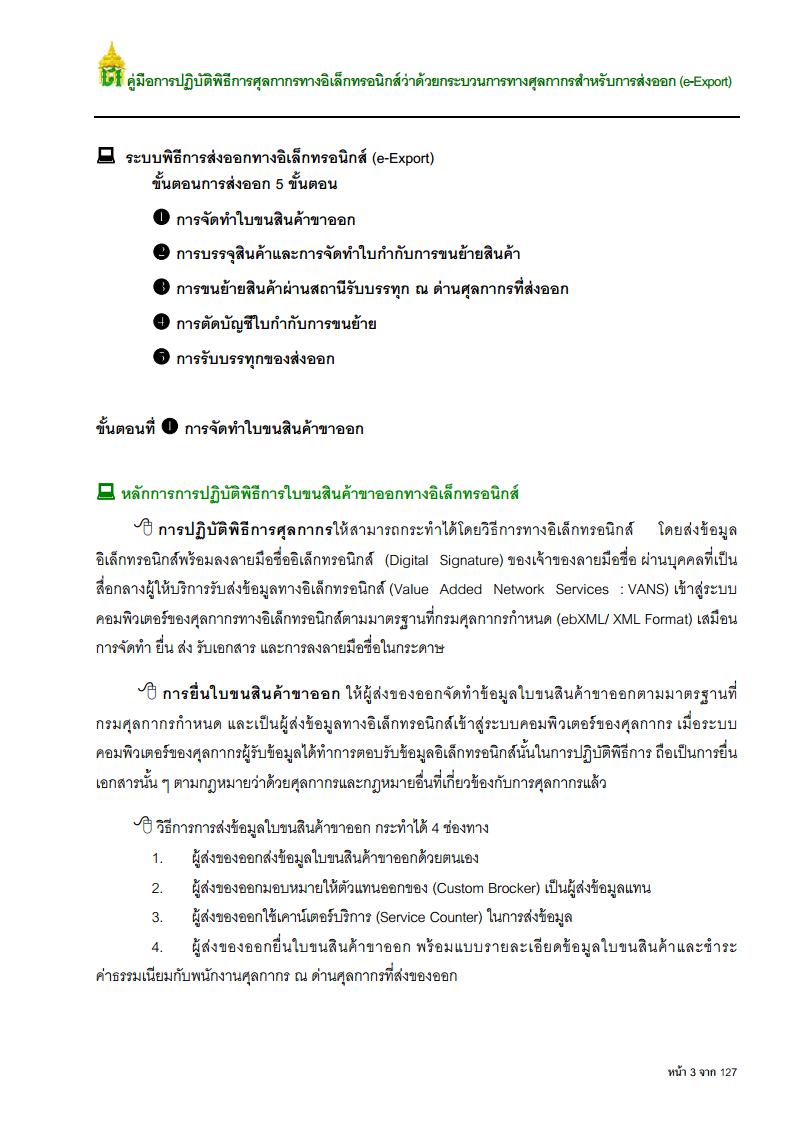 คู่มือการปฏิบัติพิธีการศุลกากรทางอิเล็กทรอนิกส์ว่าด้วยกระบวนการทางศุลกากรสำหรับการส่งออก (e-Export)
ระบบพิธีการส่งออกทางอิเล็กทรอนิกส์ (e-Export)
ขั้นตอนการส่งออก 5 ขั้นตอน
❶ การจัดทำใบขนสินค้าขาออก
❷ การบรรจุสินค้าและการจัดทำใบกำกับการขนย้ายสินค้า
❸ การขนย้ายสินค้าผ่านสถานีรับบรรทุก ณ ด่านศุลกากรที่ส่งออก
❹ การตัดบัญชีใบกำกับการขนย้าย
❺ การรับบรรทุกของส่งออก
ขั้นตอนที่ ❶ การจัดทำใบขนสินค้าขาออก
หลักการการปฏิบัติพิธีการใบขนสินค้าขาออกทางอิเล็กทรอนิกส์
การปฏิบัติพิธีการศุลกากรให้สามารถกระทำได้โดยวิธีการทางอิเล็กทรอนิกส์ โดยส่งข้อมูล
อิเล็กทรอนิกส์พร้อมลงลายมือชื่ออิเล็กทรอนิกส์ (Digital Signature) ของเจ้าของลายมือชื่อ ผ่านบุคคลที่เป็น
สื่อกลางผู้ให้บริการรับส่งข้อมูลทางอิเล็กทรอนิกส์ (Value Added Network Services : VANS) เข้าสู่ระบบ
คอมพิวเตอร์ของศุลกากรทางอิเล็กทรอนิกส์ตามมาตรฐานที่กรมศุลกากรกำหนด (ebXML/ XML Format) เสมือน
การจัดทำ ยื่น ส่ง รับเอกสาร และการลงลายมือชื่อในกระดาษ
การยื่นใบขนสินค้าขาออก ให้ผู้ส่งของออกจัดทำข้อมูลใบขนสินค้าขาออกตามมาตรฐานที่
กรมศุลกากรกำหนด และเป็นผู้ส่งข้อมูลทางอิเล็กทรอนิกส์เข้าสู่ระบบคอมพิวเตอร์ของศุลกากร เมื่อระบบ
คอมพิวเตอร์ของศุลกากรผู้รับข้อมูลได้ทำการตอบรับข้อมูลอิเล็กทรอนิกส์นั้นในการปฏิบัติพิธีการ ถือเป็นการยื่น
เอกสารนั้น ๆ ตามกฎหมายว่าด้วยศุลกากรและกฎหมายอื่นที่เกี่ยวข้องกับการศุลกากรแล้ว
วิธีการการส่งข้อมูลใบขนสินค้าขาออก กระทำได้ 4 ช่องทาง
1. ผู้ส่งของออกส่งข้อมูลใบขนสินค้าขาออกด้วยตนเอง
2. ผู้ส่งของออกมอบหมายให้ตัวแทนออกของ (Custom Brocker) เป็นผู้ส่งข้อมูลแทน
3. ผู้ส่งของออกใช้เคาน์เตอร์บริการ (Service Counter) ในการส่งข้อมูล
4. ผู้ส่งของออกยื่นใบขนสินค้าขาออก พร้อมแบบรายละเอียดข้อมูลใบขนสินค้าและชำระ
ค่าธรรมเนียมกับพนักงานศุลกากร ณ ด่านศุลกากรที่ส่งของออก
หน้า 3 จาก 127